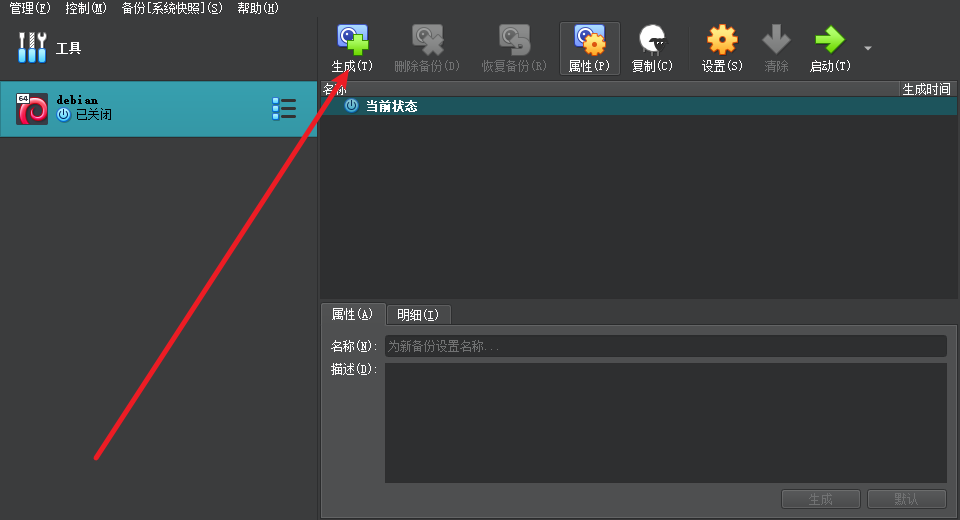 管理(F) 控制(M) 备份[系统快照](S) 帮助(H)
工具
生成(T) 删除备份(D) 恢复备份(R) 属性(P) 复制(C) 设置(S) 清除 启动(T)
名称 生成时间
64 debian
已关闭
当前状态
属性(A) 明细(I)
名称(N): 为新备份设置名称...
描述(D):
生成 默认